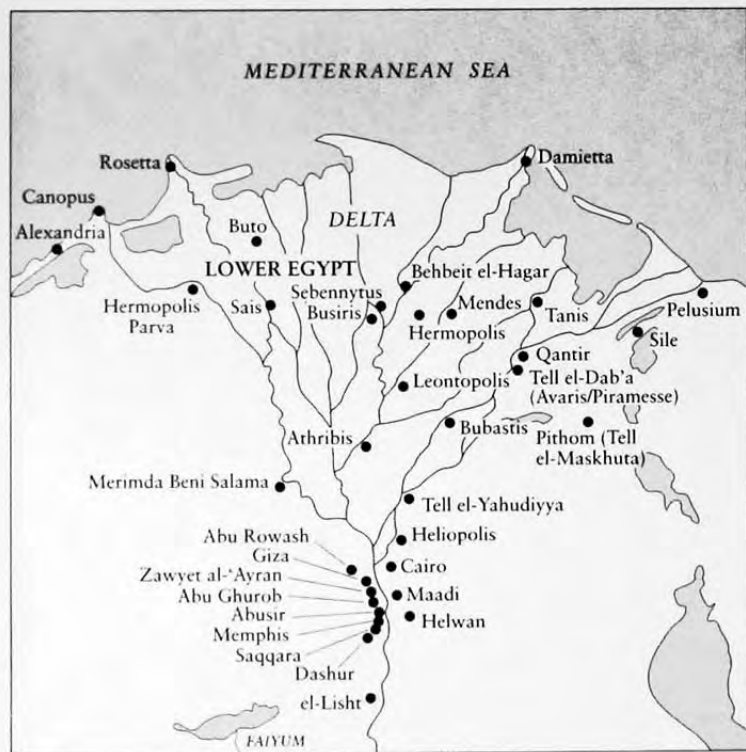 MEDITERRANEAN SEA
Rosetta
Damietta
Canopus
Alexandria
Buto
DELTA
LOWER EGYPT
Behbeit el-Hagar
Hermopolis
Parva
Sais
Sebennytus
Busiris
Mendes
Hermopolis
Tanis
Pelusium
Sile
Qantir
Leontopolis
Tell el-Dab'a
(Avaris/Piramesse)
Bubastis
Athribis
Pithom (Tell
el-Maskhuta)
Merimda Beni Salama
Tell el-Yahudiyya
Abu Rowash
Heliopolis
Giza
Cairo
Zawyet al-'Ayran
Abu Ghurob
Maadi
Abusir
Helwan
Memphis
Saqqara
Dashur
el-Lisht
FAIYUM